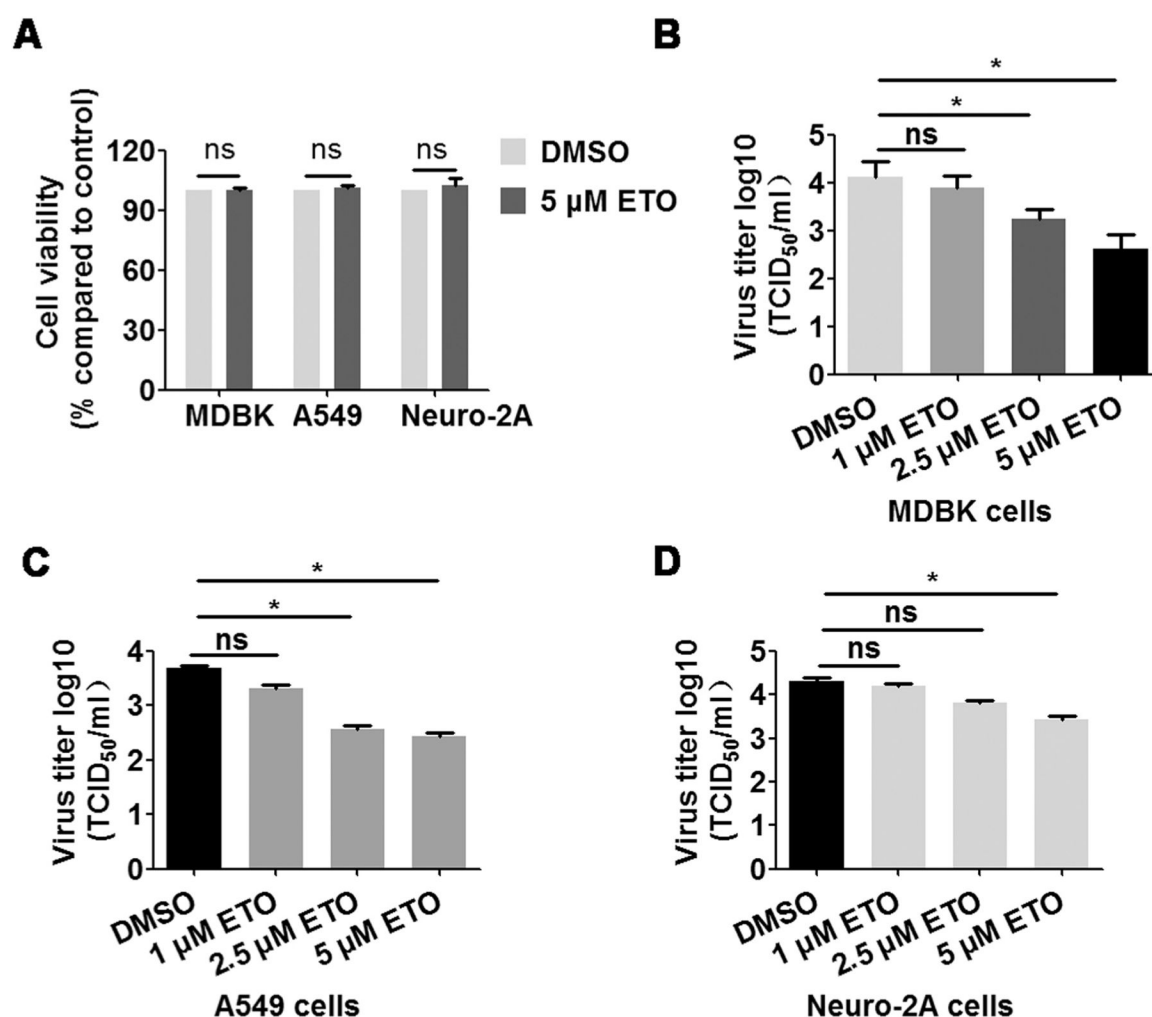 A
Cell viability
(% compared to control)
120
90
60
30
0
ns
ns
ns
MDBK
A549
Neuro-2A
DMSO
5 µM ETO
B
Virus titer log10
(TCID50/ml)
5
4
3
2
1
0
*
*
ns
DMSO
1 µM ETO
2.5 µM ETO
5 µM ETO
MDBK cells
C
Virus titer log10
(TCID50/ml)
4
3
2
1
0
*
*
ns
DMSO
1 µM ETO
2.5 µM ETO
5 µM ETO
A549 cells
D
Virus titer log10
(TCID50/ml)
5
4
3
2
1
0
*
ns
ns
DMSO
1 µM ETO
2.5 µM ETO
5 µM ETO
Neuro-2A cells